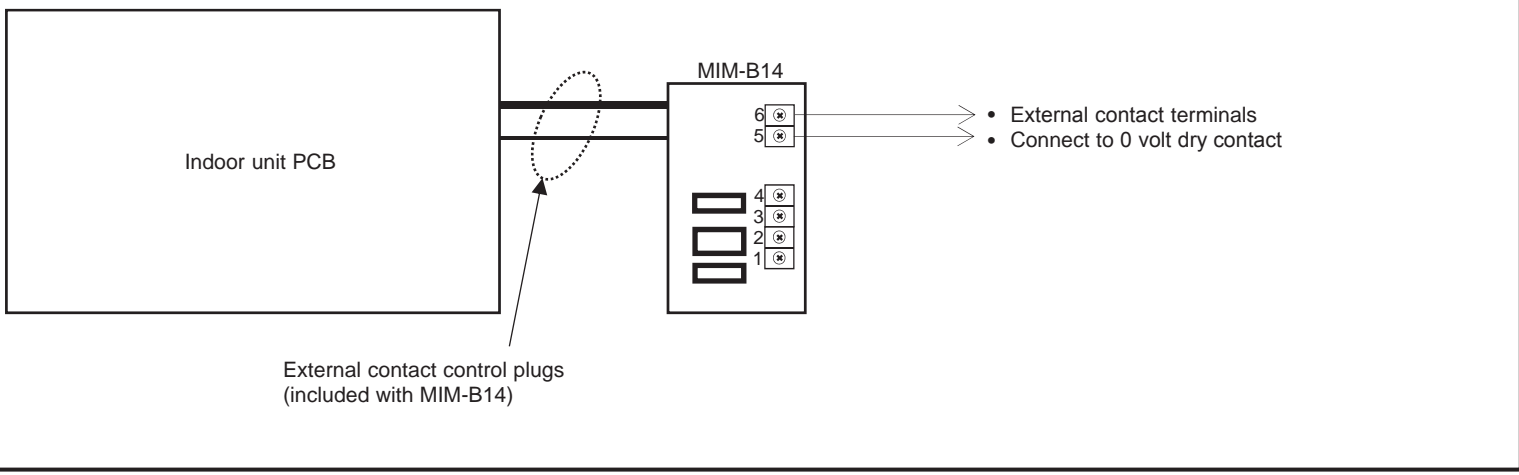 MIM-B14
6
5
• External contact terminals
• Connect to 0 volt dry contact
Indoor unit PCB
4
3
2
1
External contact control plugs
(included with MIM-B14)